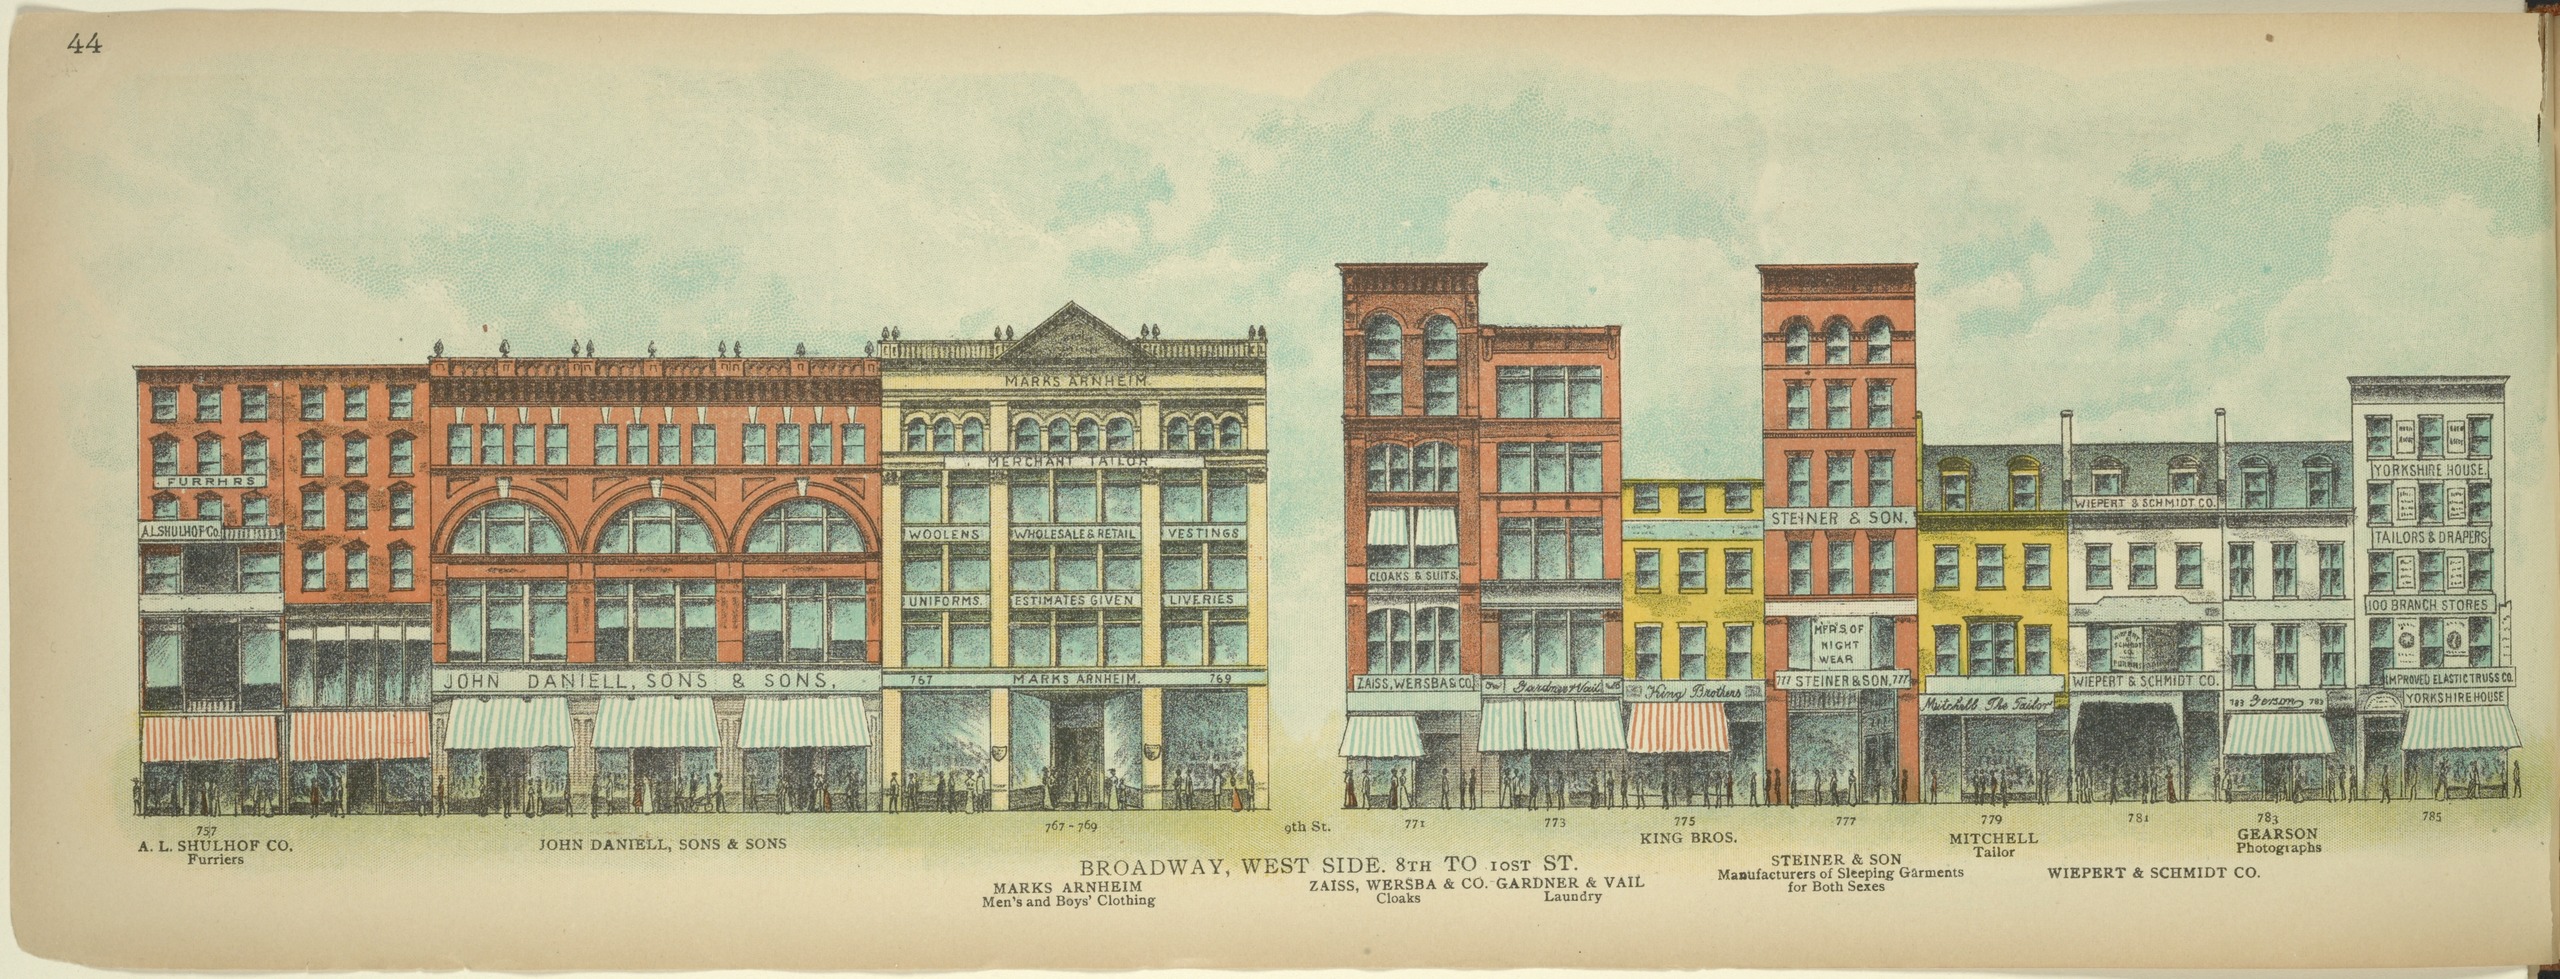 44
FURRHRS
A.L.SHULHOF Co.
JOHN DANIELL, SONS & SONS,
MARKS ARNHEIM.
MERCHANT TAILOR
WOOLENS WHOLESALE & RETAIL VESTINGS
UNIFORMS. ESTIMATES GIVEN LIVERIES
767 MARKS ARNHEIM. 769
CLOAKS & SUITS.
ZAISS, WERSBA & CO.
Gardner & Vail
King Brothers
STEINER & SON.
MFR'S OF
NIGHT
WEAR
777 STEINER & SON. 777
Mitchell The Tailor
WIEPERT & SCHMIDT CO.
WIEPERT & SCHMIDT CO.
783 Gerson 783
YORKSHIRE HOUSE.
TAILORS & DRAPERS
100 BRANCH STORES
IMPROVED ELASTIC TRUSS CO.
YORKSHIRE HOUSE
757
A. L. SHULHOF CO.
Furriers
JOHN DANIELL, SONS & SONS
767-769
MARKS ARNHEIM
Men's and Boys' Clothing
9th St.
BROADWAY, WEST SIDE. 8TH TO 10ST ST.
771
ZAISS, WERSBA & CO.
Cloaks
773
GARDNER & VAIL
Laundry
775
KING BROS.
777
STEINER & SON
Manufacturers of Sleeping Garments
for Both Sexes
779
MITCHELL
Tailor
781
WIEPERT & SCHMIDT CO.
783
GEARSON
Photographs
785